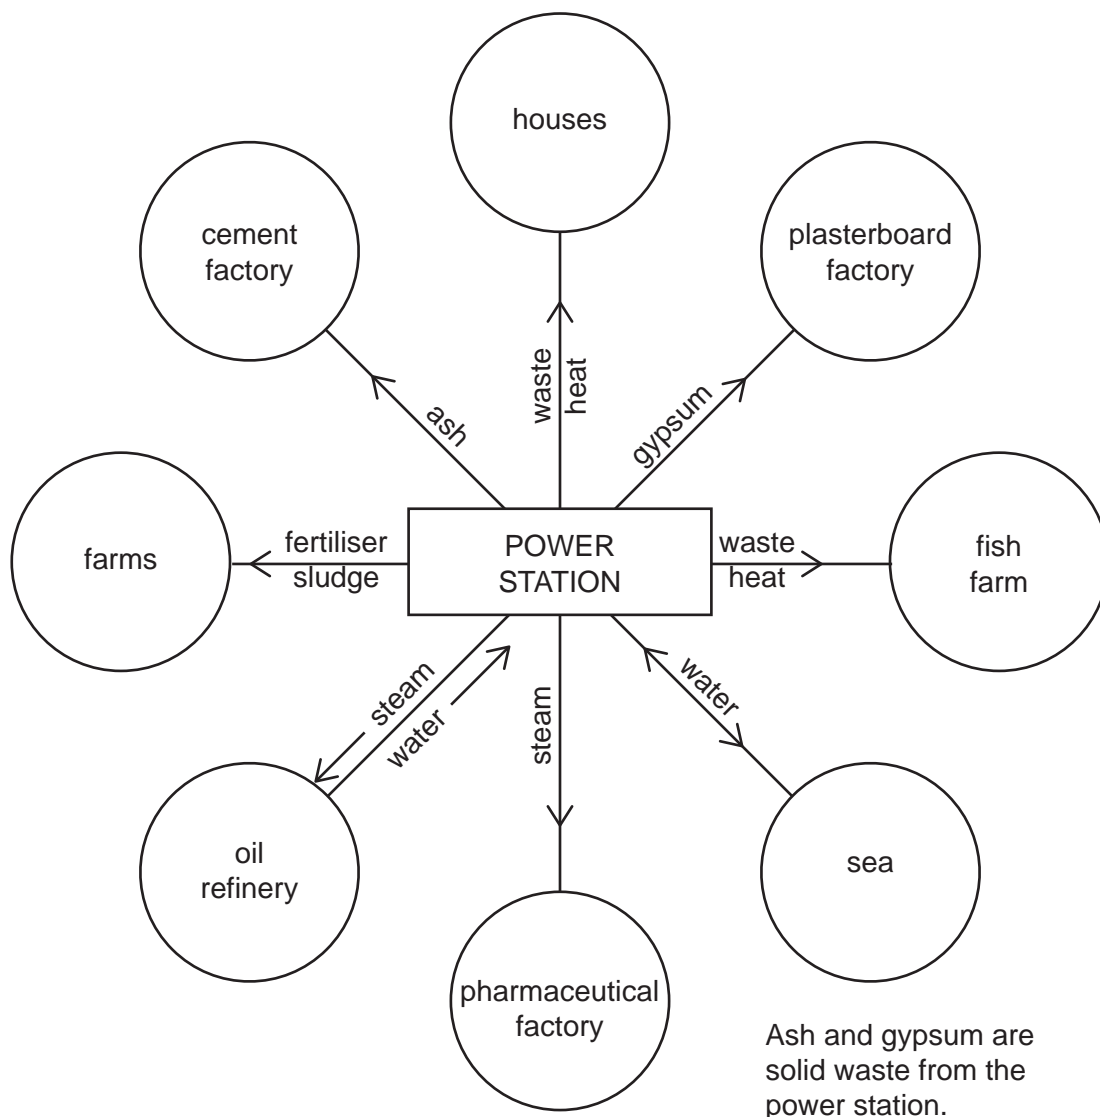 houses
cement
factory
plasterboard
factory
waste
heat
ash
gypsum
farms
fertiliser
sludge
POWER
STATION
waste
heat
fish
farm
steam
water
steam
water
oil
refinery
sea
pharmaceutical
factory
Ash and gypsum are
solid waste from the
power station.